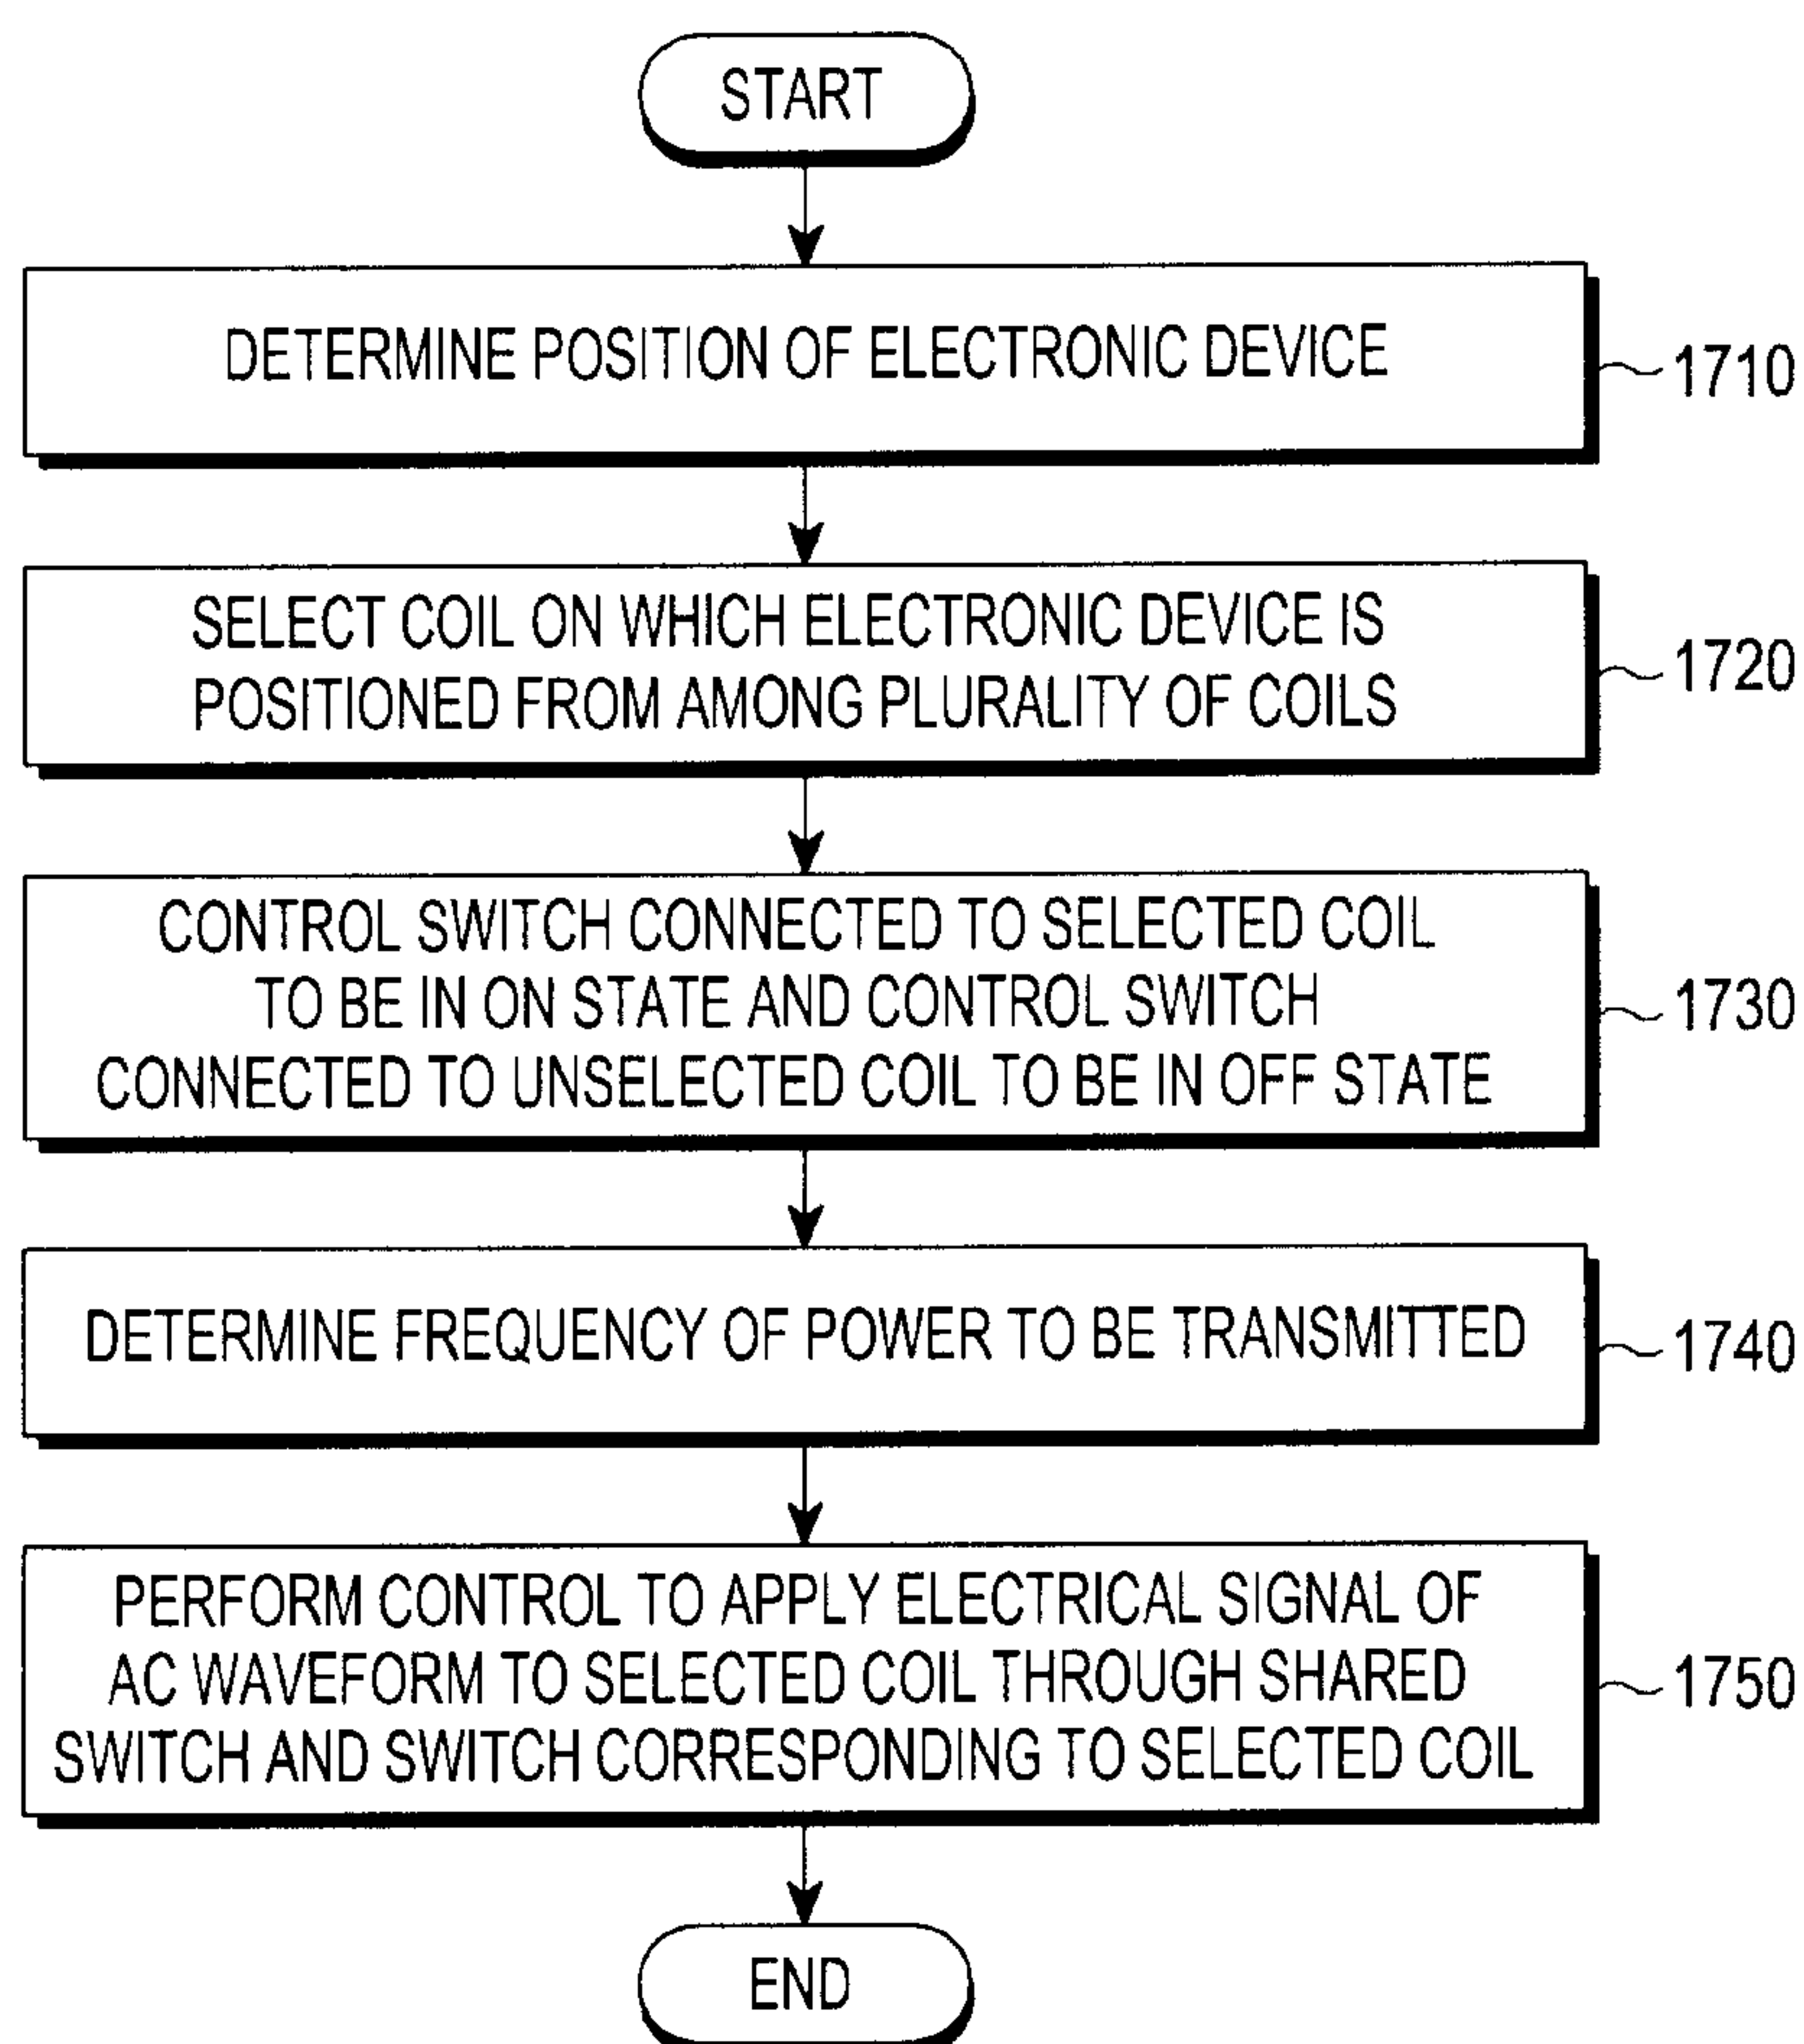 START
DETERMINE POSITION OF ELECTRONIC DEVICE
1710
SELECT COIL ON WHICH ELECTRONIC DEVICE IS
POSITIONED FROM AMONG PLURALITY OF COILS
1720
CONTROL SWITCH CONNECTED TO SELECTED COIL
TO BE IN ON STATE AND CONTROL SWITCH
CONNECTED TO UNSELECTED COIL TO BE IN OFF STATE
1730
DETERMINE FREQUENCY OF POWER TO BE TRANSMITTED
1740
PERFORM CONTROL TO APPLY ELECTRICAL SIGNAL OF
AC WAVEFORM TO SELECTED COIL THROUGH SHARED
SWITCH AND SWITCH CORRESPONDING TO SELECTED COIL
1750
END